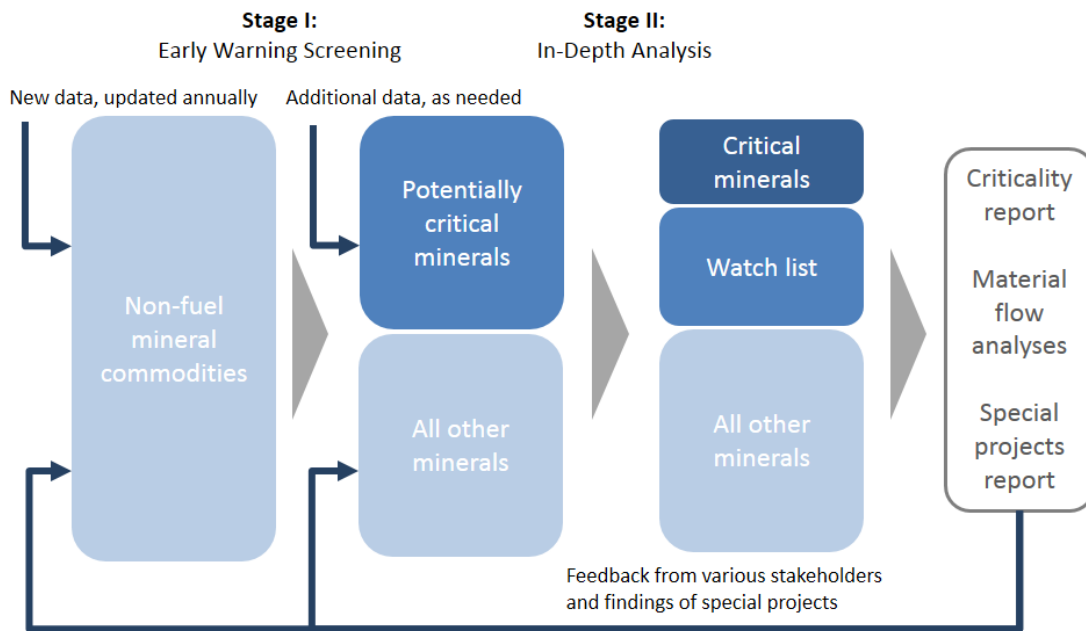 Stage I:
Early Warning Screening
Stage II:
In-Depth Analysis
New data, updated annually
Additional data, as needed
Non-fuel
mineral
commodities
Potentially
critical
minerals
All other
minerals
Critical
minerals
Watch list
All other
minerals
Criticality
report
Material
flow
analyses
Special
projects
report
Feedback from various stakeholders
and findings of special projects